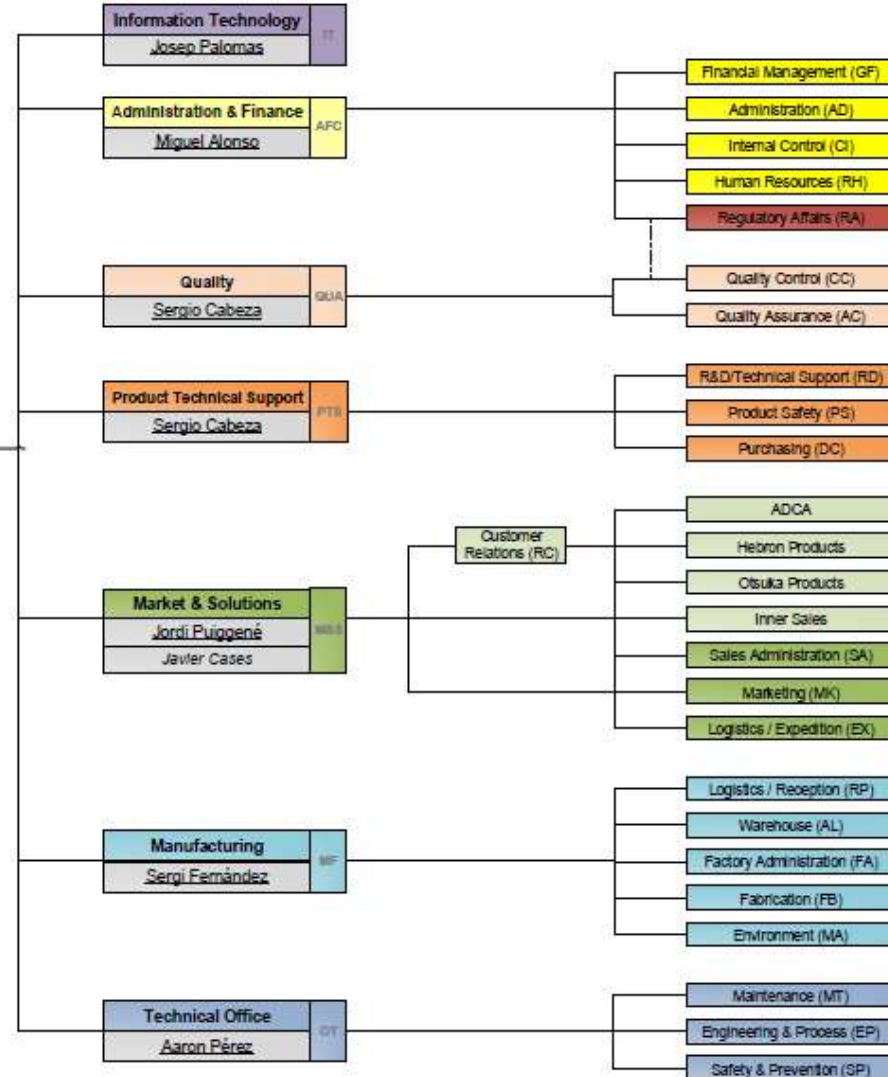 Information Technology
IT
Josep Palomas
Administration & Finance
AFC
Miguel Alonso
Financial Management (GF)
Administration (AD)
Internal Control (CI)
Human Resources (RH)
Regulatory Affairs (RA)
Quality
QUA
Sergio Cabeza
Quality Control (CC)
Quality Assurance (AC)
Product Technical Support
PTS
Sergio Cabeza
R&D/Technical Support (RD)
Product Safety (PS)
Purchasing (DC)
Customer
Relations (RC)
ADCA
Hebron Products
Otsuka Products
Inner Sales
Sales Administration (SA)
Marketing (MK)
Logistics / Expedition (EX)
Market & Solutions
Jordi Puiggené
Javier Cases
Manufacturing
MF
Sergi Fernández
Logistics / Reception (RP)
Warehouse (AL)
Factory Administration (FA)
Fabrication (FB)
Environment (MA)
Technical Office
OT
Aaron Pérez
Maintenance (MT)
Engineering & Process (EP)
Safety & Prevention (SP)